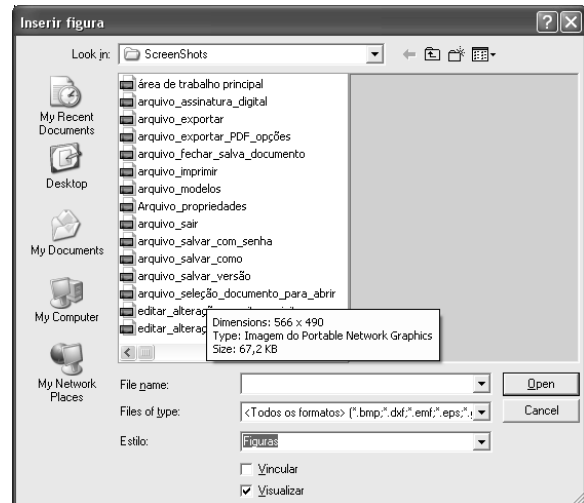 Inserir figura
Look in: ScreenShots
My Recent Documents
Desktop
My Documents
My Computer
My Network Places
área de trabalho principal
arquivo_assinatura_digital
arquivo_exportar
arquivo_exportar_PDF_opções
arquivo_fechar_salva_documento
arquivo_imprimir
arquivo_modelos
Arquivo_propriedades
arquivo_sair
arquivo_salvar_com_senha
arquivo_salvar_como
arquivo_salvar_versão
arquivo_seleção_documento_para_abrir
editar_alteração
editar_alteraç
Dimensions: 566 x 490
Type: Imagem do Portable Network Graphics
Size: 67,2 KB
File name:
Open
Files of type: <Todos os formatos> (*.bmp;*.dxf;*.emf;*.eps;*.
Cancel
Estilo: Figuras
Vincular
Visualizar